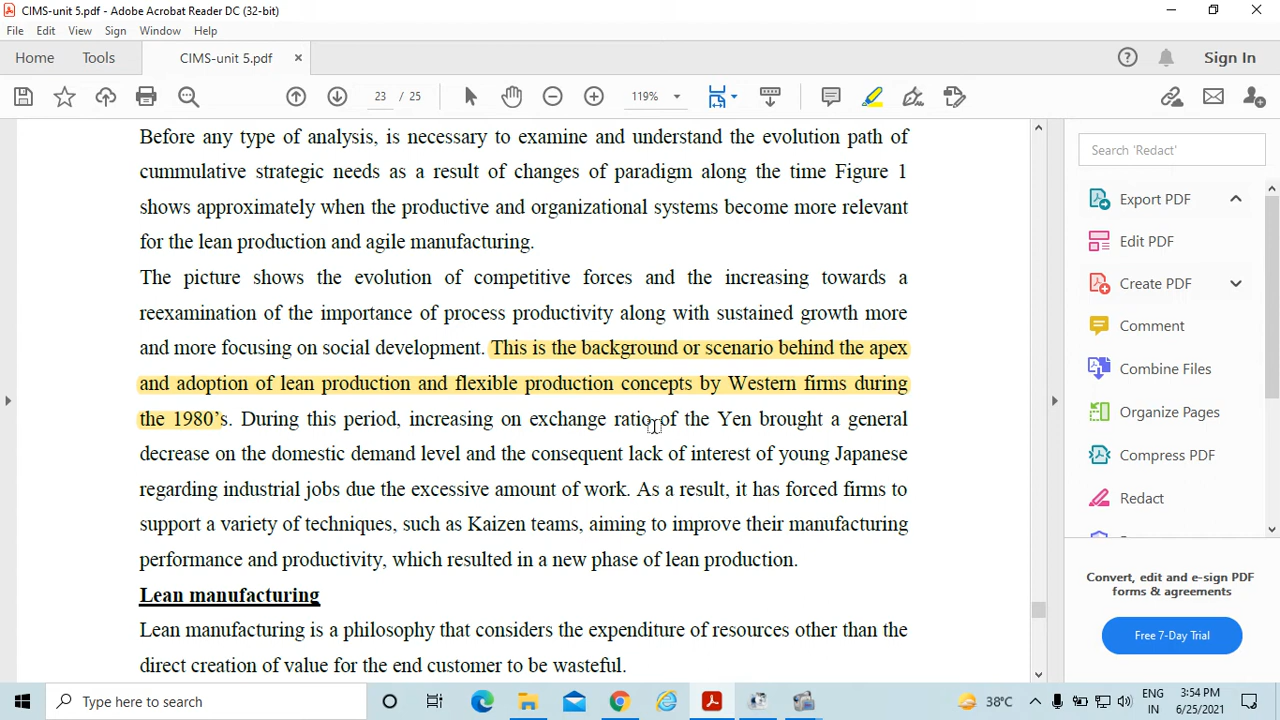 CIMS-unit 5.pdf - Adobe Acrobat Reader DC (32-bit)
File Edit View Sign Window Help
Home Tools CIMS-unit 5.pdf × Sign In
23 / 25 119%
Before any type of analysis, is necessary to examine and understand the evolution path of
cummulative strategic needs as a result of changes of paradigm along the time Figure 1
shows approximately when the productive and organizational systems become more relevant
for the lean production and agile manufacturing.
The picture shows the evolution of competitive forces and the increasing towards a
reexamination of the importance of process productivity along with sustained growth more
and more focusing on social development. This is the background or scenario behind the apex
and adoption of lean production and flexible production concepts by Western firms during
the 1980’s. During this period, increasing on exchange ratio of the Yen brought a general
decrease on the domestic demand level and the consequent lack of interest of young Japanese
regarding industrial jobs due the excessive amount of work. As a result, it has forced firms to
support a variety of techniques, such as Kaizen teams, aiming to improve their manufacturing
performance and productivity, which resulted in a new phase of lean production.
Lean manufacturing
Lean manufacturing is a philosophy that considers the expenditure of resources other than the
direct creation of value for the end customer to be wasteful.
Search 'Redact'
Export PDF
Edit PDF
Create PDF
Comment
Combine Files
Organize Pages
Compress PDF
Redact
Convert, edit and e-sign PDF
forms & agreements
Free 7-Day Trial
Type here to search
38°C
ENG
IN
3:54 PM
6/25/2021